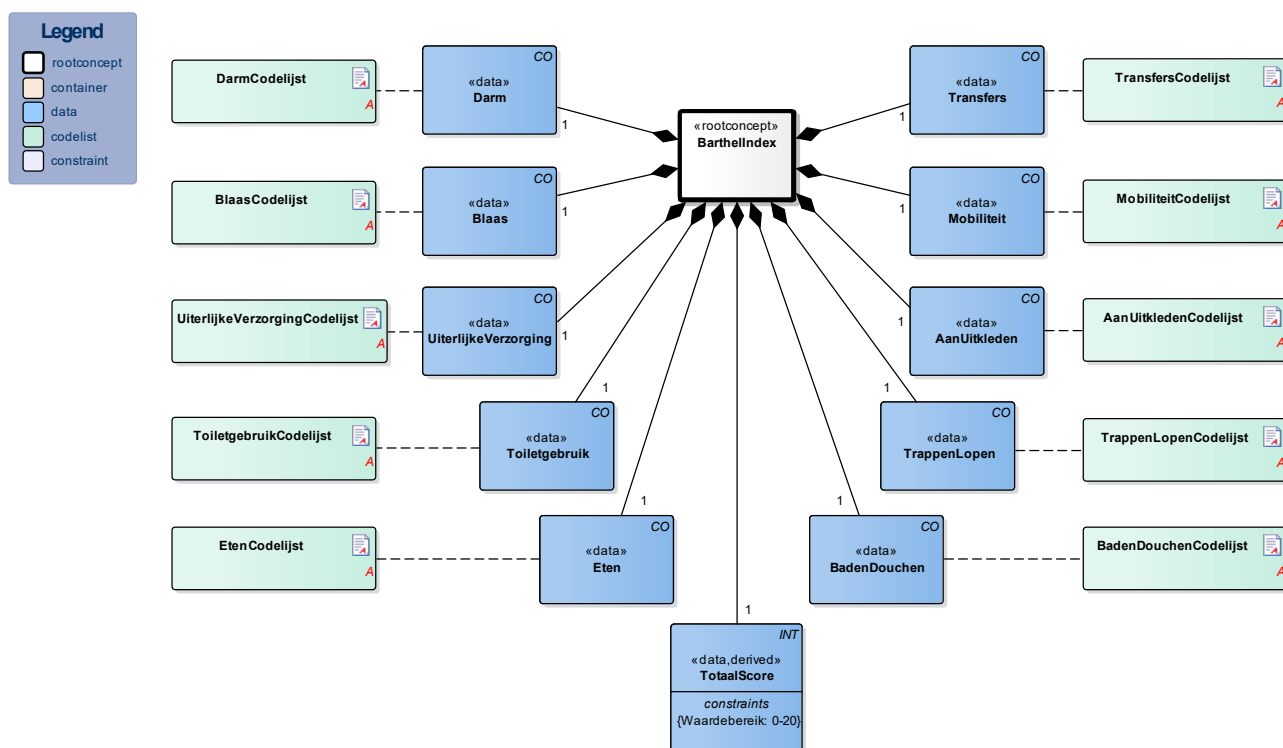 Legend
rootconcept
container
data
codelist
constraint
DarmCodelijst
A
CO
«data»
Darm
1
«rootconcept»
BarthelIndex
CO
«data»
Transfers
1
TransfersCodelijst
A
BlaasCodelijst
A
CO
«data»
Blaas
1
CO
«data»
Mobiliteit
1
MobiliteitCodelijst
A
UiterlijkeVerzorgingCodelijst
A
CO
«data»
UiterlijkeVerzorging
1
CO
«data»
AanUitkleden
1
AanUitkledenCodelijst
A
ToiletgebruikCodelijst
A
1
CO
«data»
Toiletgebruik
1
CO
«data»
TrappenLopen
TrappenLopenCodelijst
A
EtenCodelijst
A
1
CO
«data»
Eten
1
CO
«data»
BadenDouchen
BadenDouchenCodelijst
A
1
INT
«data,derived»
TotaalScore
constraints
{Waardebereik: 0-20}